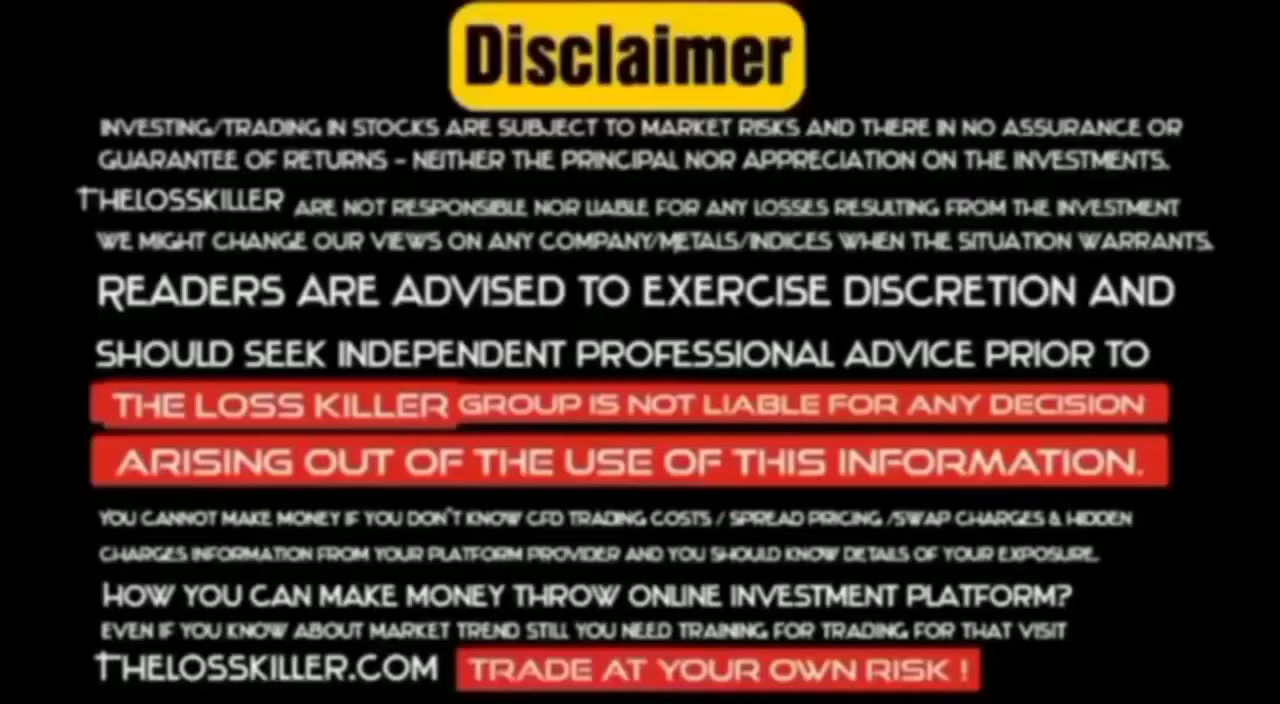 Disclaimer
INVESTING/TRADING IN STOCKS ARE SUBJECT TO MARKET RISKS AND THERE IN NO ASSURANCE OR
GUARANTEE OF RETURNS - NEITHER THE PRINCIPAL NOR APPRECIATION ON THE INVESTMENTS.
THELOSSKILLER ARE NOT RESPONSIBLE NOR LIABLE FOR ANY LOSSES RESULTING FROM THE INVESTMENT
WE MIGHT CHANGE OUR VIEWS ON ANY COMPANY/METALS/INDICES WHEN THE SITUATION WARRANTS.
READERS ARE ADVISED TO EXERCISE DISCRETION AND
SHOULD SEEK INDEPENDENT PROFESSIONAL ADVICE PRIOR TO
THE LOSS KILLER GROUP IS NOT LIABLE FOR ANY DECISION
ARISING OUT OF THE USE OF THIS INFORMATION.
YOU CANNOT MAKE MONEY IF YOU DON'T KNOW CFD TRADING COSTS / SPREAD PRICING /SWAP CHARGES & HIDDEN
CHARGES INFORMATION FROM YOUR PLATFORM PROVIDER AND YOU SHOULD KNOW DETAILS OF YOUR EXPOSURE.
HOW YOU CAN MAKE MONEY THROW ONLINE INVESTMENT PLATFORM?
EVEN IF YOU KNOW ABOUT MARKET TREND STILL YOU NEED TRAINING FOR TRADING FOR THAT VISIT
THELOSSKILLER.COM TRADE AT YOUR OWN RISK !